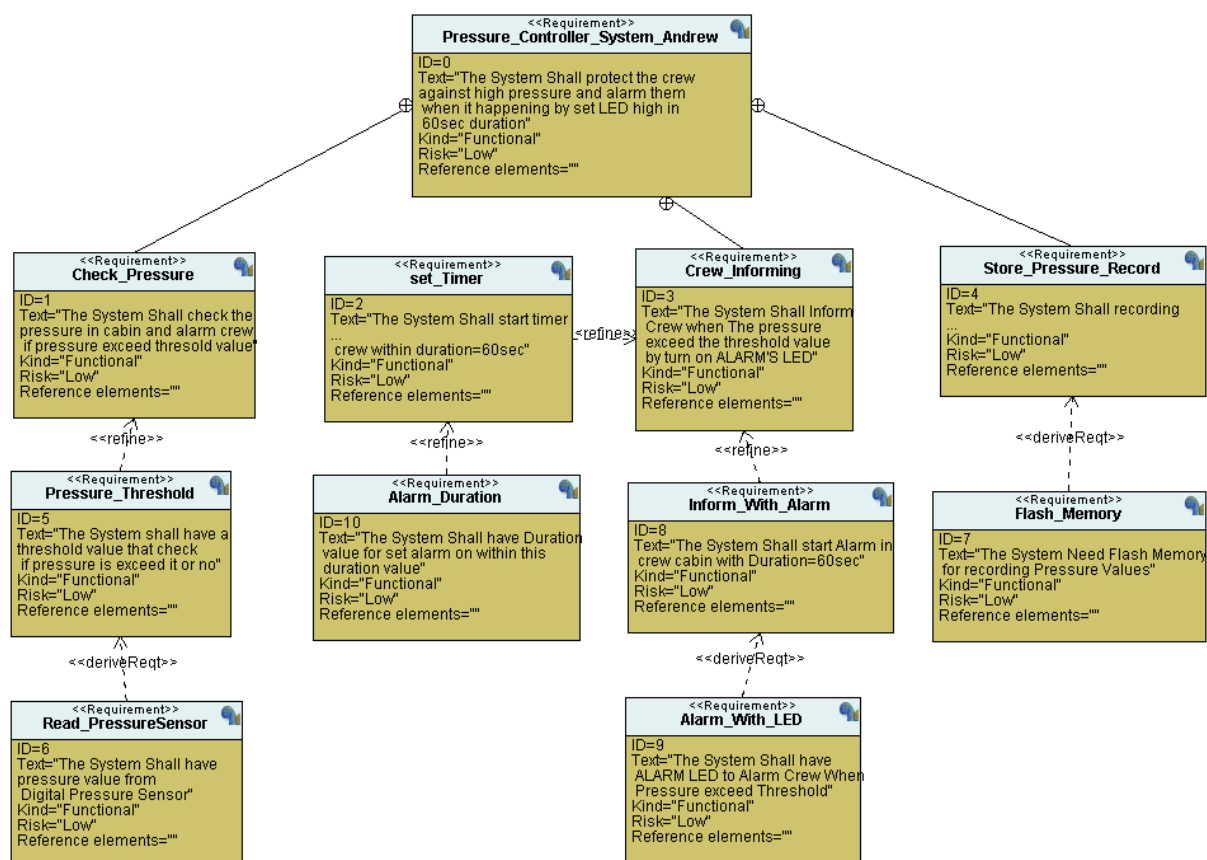 <<Requirement>>
Pressure_Controller_System_Andrew
ID=0
Text="The System Shall protect the crew
against high pressure and alarm them
when it happening by set LED high in
60sec duration"
Kind="Functional"
Risk="Low"
Reference elements=""
<<Requirement>>
Check_Pressure
ID=1
Text="The System Shall check the
pressure in cabin and alarm crew
if pressure exceed thresold value"
Kind="Functional"
Risk="Low"
Reference elements=""
<<Requirement>>
set_Timer
ID=2
Text="The System Shall start timer
...
crew within duration=60sec"
Kind="Functional"
Risk="Low"
Reference elements=""
<<refine>>
<<Requirement>>
Crew_Informing
ID=3
Text="The System Shall Inform
Crew when The pressure
exceed the threshold value
by turn on ALARM'S LED"
Kind="Functional"
Risk="Low"
Reference elements=""
<<Requirement>>
Store_Pressure_Record
ID=4
Text="The System Shall recording
...
Kind="Functional"
Risk="Low"
Reference elements=""
<<refine>>
<<refine>>
<<refine>>
<<deriveReqt>>
<<Requirement>>
Pressure_Threshold
ID=5
Text="The System shall have a
threshold value that check
if pressure is exceed it or no"
Kind="Functional"
Risk="Low"
Reference elements=""
<<Requirement>>
Alarm_Duration
ID=10
Text="The System Shall have Duration
value for set alarm on within this
duration value"
Kind="Functional"
Risk="Low"
Reference elements=""
<<Requirement>>
Inform_With_Alarm
ID=8
Text="The System Shall start Alarm in
crew cabin with Duration=60sec"
Kind="Functional"
Risk="Low"
Reference elements=""
<<Requirement>>
Flash_Memory
ID=7
Text="The System Need Flash Memory
for recording Pressure Values"
Kind="Functional"
Risk="Low"
Reference elements=""
<<deriveReqt>>
<<deriveReqt>>
<<Requirement>>
Read_PressureSensor
ID=6
Text="The System Shall have
pressure value from
Digital Pressure Sensor"
Kind="Functional"
Risk="Low"
Reference elements=""
<<Requirement>>
Alarm_With_LED
ID=9
Text="The System Shall have
ALARM LED to Alarm Crew When
Pressure exceed Threshold"
Kind="Functional"
Risk="Low"
Reference elements=""